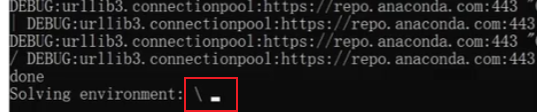 DEBUG:urllib3.connectionpool:https://repo.anaconda.com:443 "
| DEBUG:urllib3.connectionpool:https://repo.anaconda.com:443
DEBUG:urllib3.connectionpool:https://repo.anaconda.com:443 "
/ DEBUG:urllib3.connectionpool:https://repo.anaconda.com:443
done
Solving environment: \